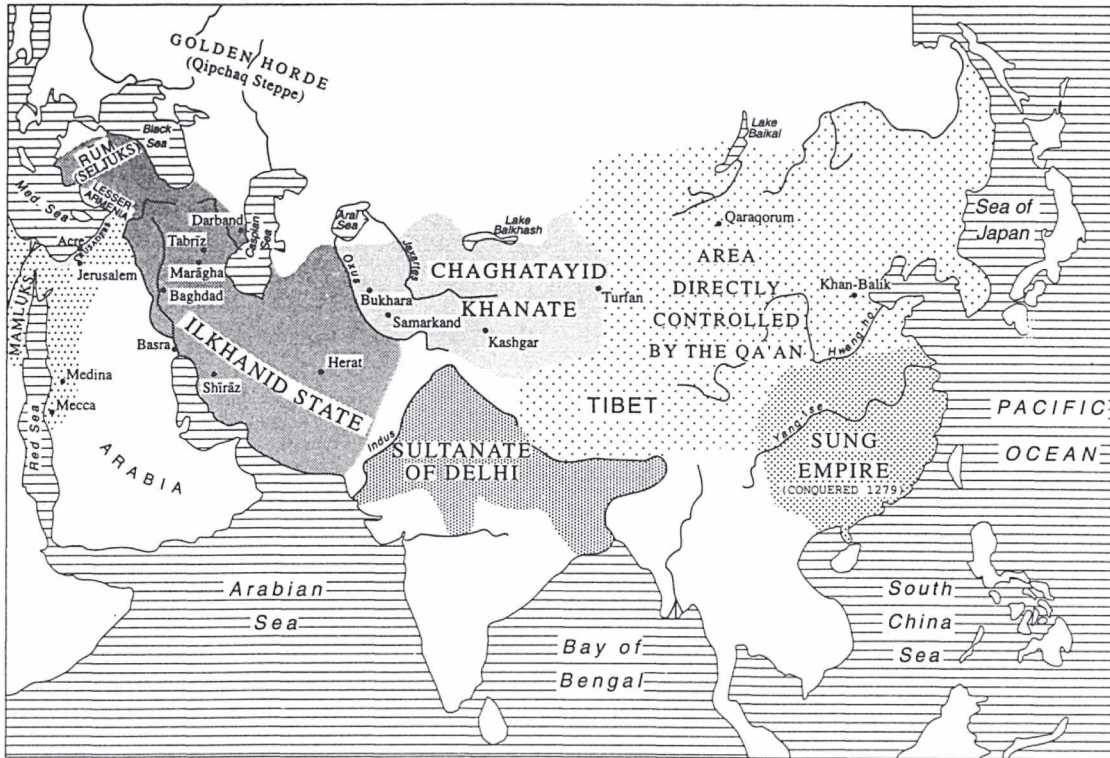 GOLDEN HORDE
(Qipchaq Steppe)
Lake
Baikal
Black
Sea
RUM
(SELJUKS)
LESSER
ARMENIA
Med. Sea
Crusaders
Acre
Jerusalem
MAMLUKS
Darband
Tabrīz
Marāgha
Baghdad
Caspian
Sea
Aral
Sea
Oxus
Jaxartes
Lake
Balkhash
CHAGHATAYID
KHANATE
Bukhara
Samarkand
Kashgar
Turfan
Qaraqorum
AREA
DIRECTLY
CONTROLLED
BY THE QA'AN
Khan-Balik
Hwang-ho
Sea of
Japan
Basra
Shīrāz
Herat
ILKHANID STATE
Medina
Mecca
Red Sea
ARABIA
Indus
SULTANATE
OF DELHI
TIBET
Yangtse
SUNG
EMPIRE
(CONQUERED 1279)
PACIFIC
OCEAN
Arabian
Sea
Bay of
Bengal
South
China
Sea